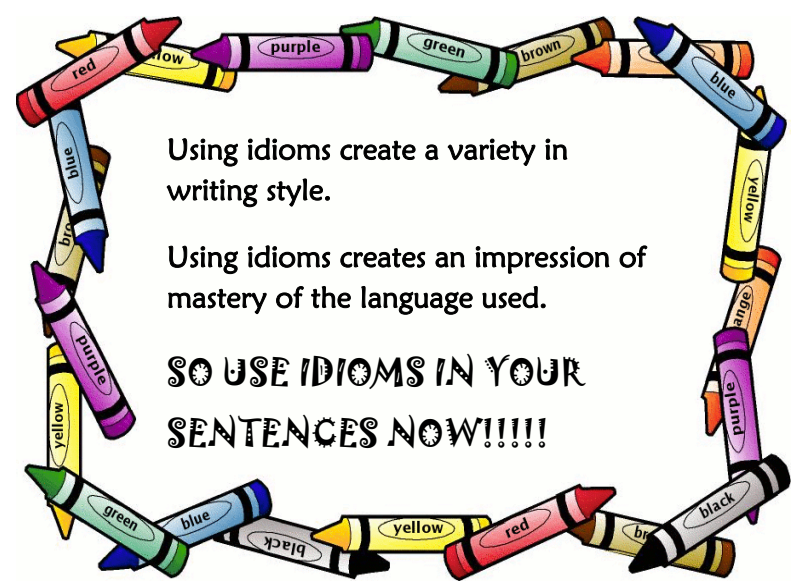 red
yellow
purple
green
brown
blue
blue
yellow
Using idioms create a variety in
writing style.
Using idioms creates an impression of
mastery of the language used.
SO USE IDIOMS IN YOUR
SENTENCES NOW!!!!!
purple
purple
yellow
green
blue
black
yellow
red
black